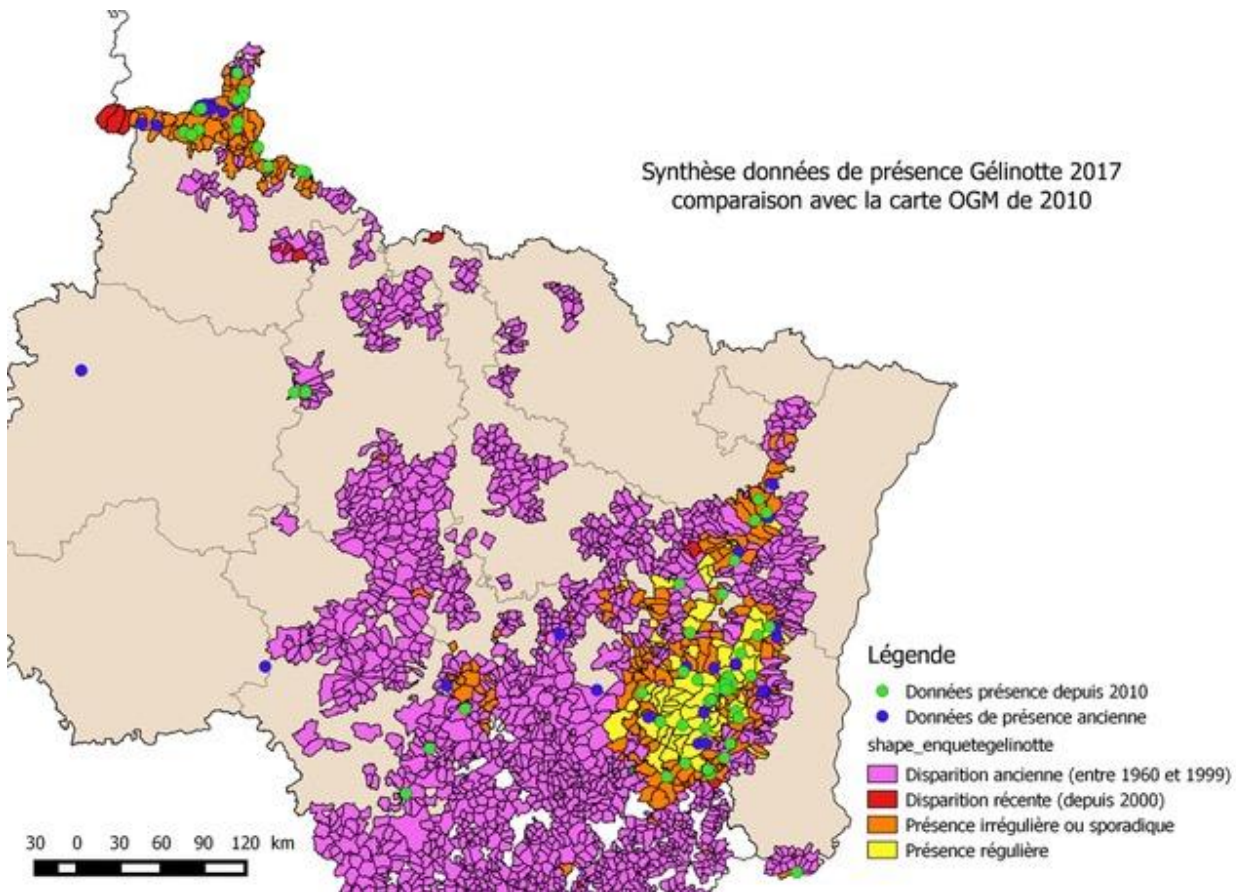 Synthèse données de présence Gélinotte 2017
comparaison avec la carte OGM de 2010
Légende
Données présence depuis 2010
Données de présence ancienne
shape_enquetegelinotte
Disparition ancienne (entre 1960 et 1999)
Disparition récente (depuis 2000)
Présence irrégulière ou sporadique
Présence régulière
30 0 30 60 90 120 km